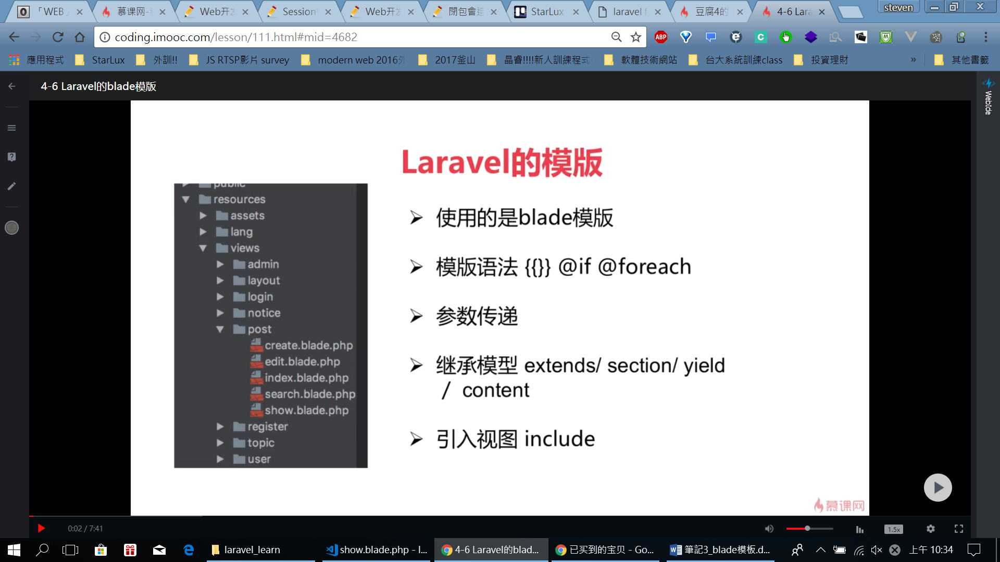 「WEB
慕课网-
Web开发
Session
Web开发
閉包會造
StarLux
laravel f
豆腐4的
4-6 Lara
steven
coding.imooc.com/lesson/111.html#mid=4682
ABP
應用程式
StarLux
外訓!!
JS RTSP影片 survey
modern web 2016外
2017釜山
晶睿!!!!新人訓練程式
軟體技術網站
台大系統訓練class
投資理財
»
其他書籤
4-6 Laravel的blade模版
WebIde
Laravel的模版
public
resources
assets
lang
views
admin
layout
login
notice
post
create.blade.php
edit.blade.php
index.blade.php
search.blade.php
show.blade.php
register
topic
user
➢ 使用的是blade模版
➢ 模版语法 {{}} @if @foreach
➢ 参数传递
➢ 继承模型 extends/ section/ yield
/ content
➢ 引入视图 include
慕课网
0:02 / 7:41
1.5x
laravel_learn
show.blade.php - l...
4-6 Laravel的blad...
已买到的宝贝 - Go...
筆記3_blade模板.d...
上午 10:34